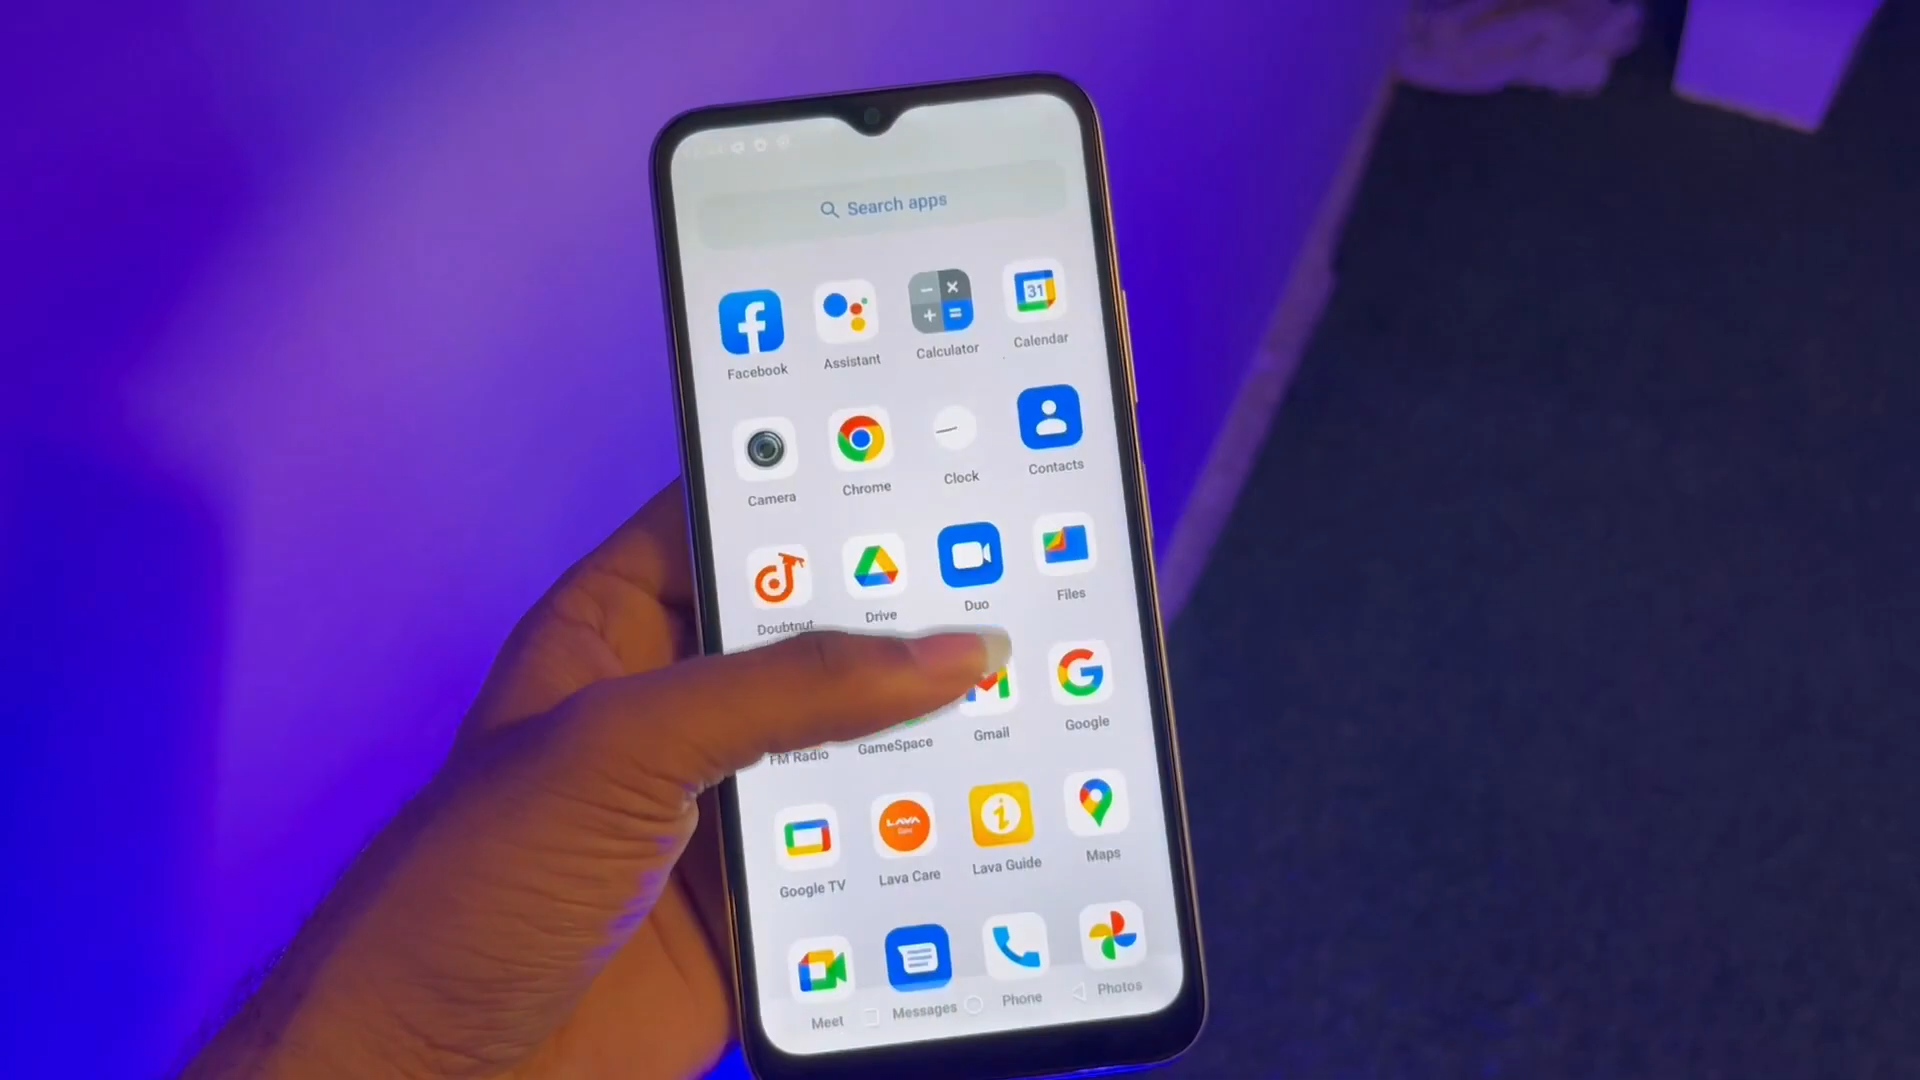 Search apps
31
Facebook Assistant Calculator Calendar
Camera Chrome Clock Contacts
Doubtnut Drive Duo Files
FM Radio GameSpace Gmail Google
LAVA
Google TV Lava Care Lava Guide Maps
Meet Messages Phone Photos